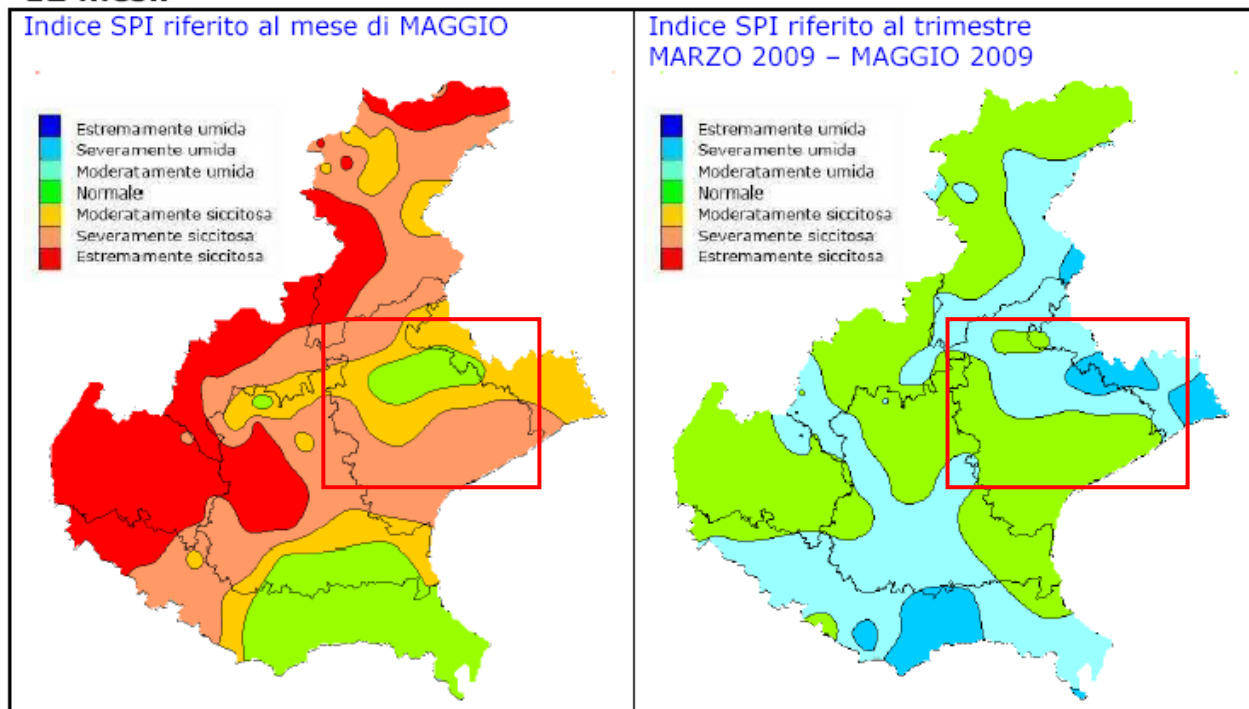 Indice SPI riferito al mese di MAGGIO
Estremamente umida
Severamente umida
Moderatamente umida
Normale
Moderatamente siccitosa
Severamente siccitosa
Estremamente siccitosa
Indice SPI riferito al trimestre
MARZO 2009 – MAGGIO 2009
Estremamente umida
Severamente umida
Moderatamente umida
Normale
Moderatamente siccitosa
Severamente siccitosa
Estremamente siccitosa